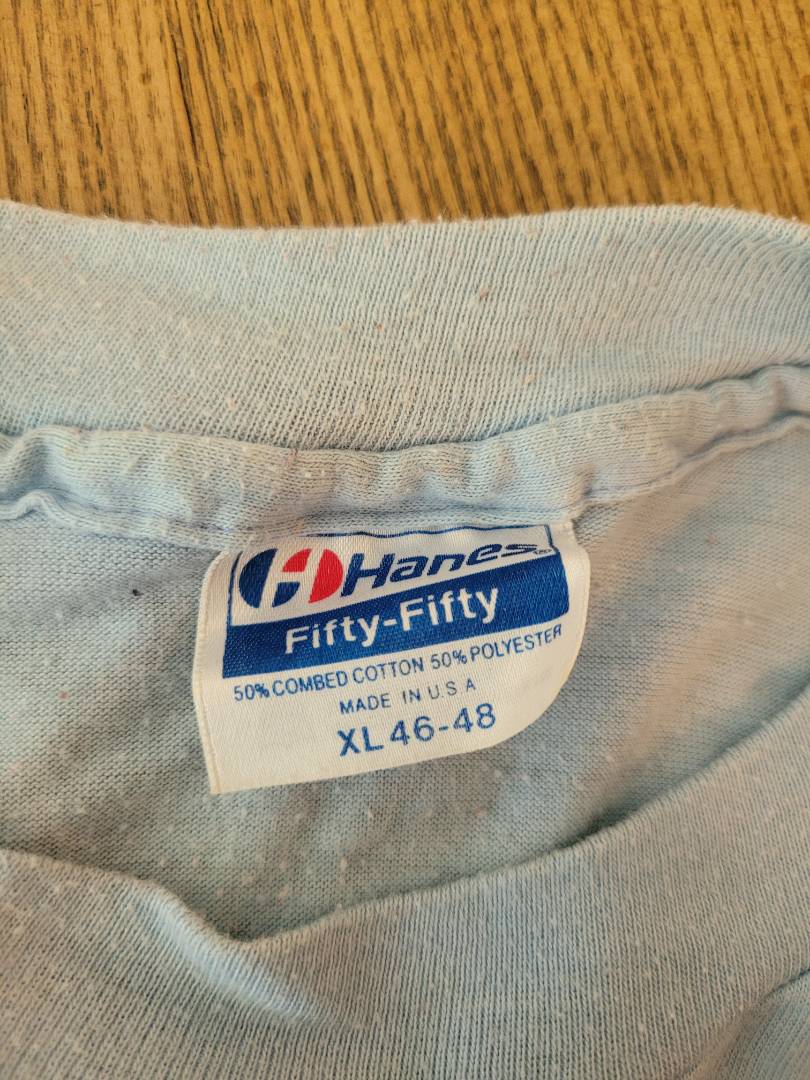 Hanes®
Fifty-Fifty
50% COMBED COTTON 50% POLYESTER
MADE IN U.S.A
XL 46-48